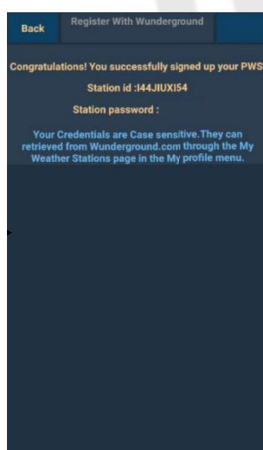 Back
Register With Wunderground
Congratulations! You successfully signed up your PWS
Station id :I44JIUXI54
Station password :
Your Credentials are Case sensitive.They can
retrieved from Wunderground.com through the My
Weather Stations page in the My profile menu.